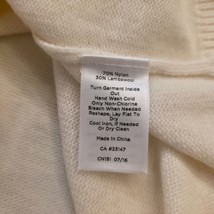 70% Nylon
30% Lambswool
Turn Garment Inside
Out
Hand Wash Cold
Only Non-Chlorine
Bleach When Needed
Reshape, Lay Flat To
Dry
Cool Iron, If Needed
Or Dry Clean
Made In China
CA #23147
CN181 07/16